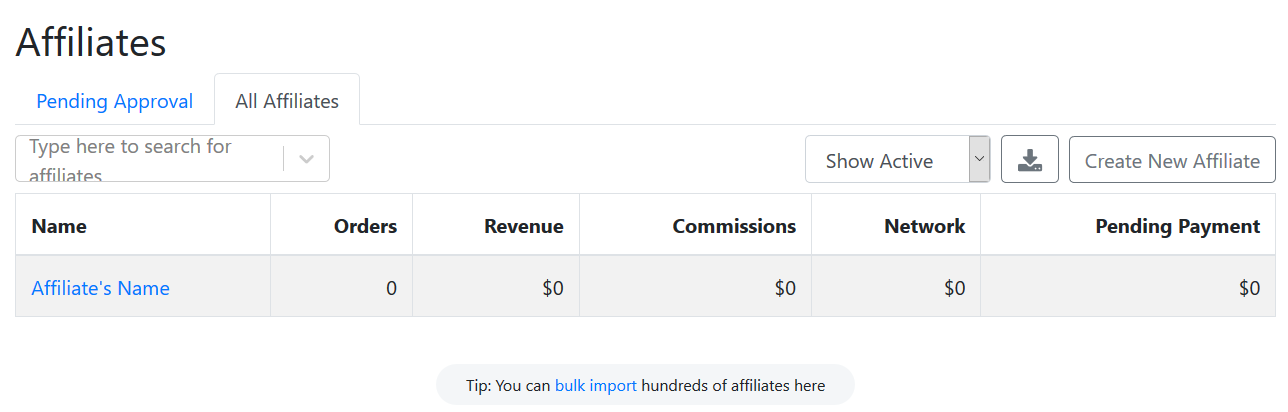 Affiliates
Pending Approval All Affiliates
Type here to search for
affiliates
Show Active Create New Affiliate
Name Orders Revenue Commissions Network Pending Payment
Affiliate's Name 0 $0 $0 $0 $0
Tip: You can bulk import hundreds of affiliates here